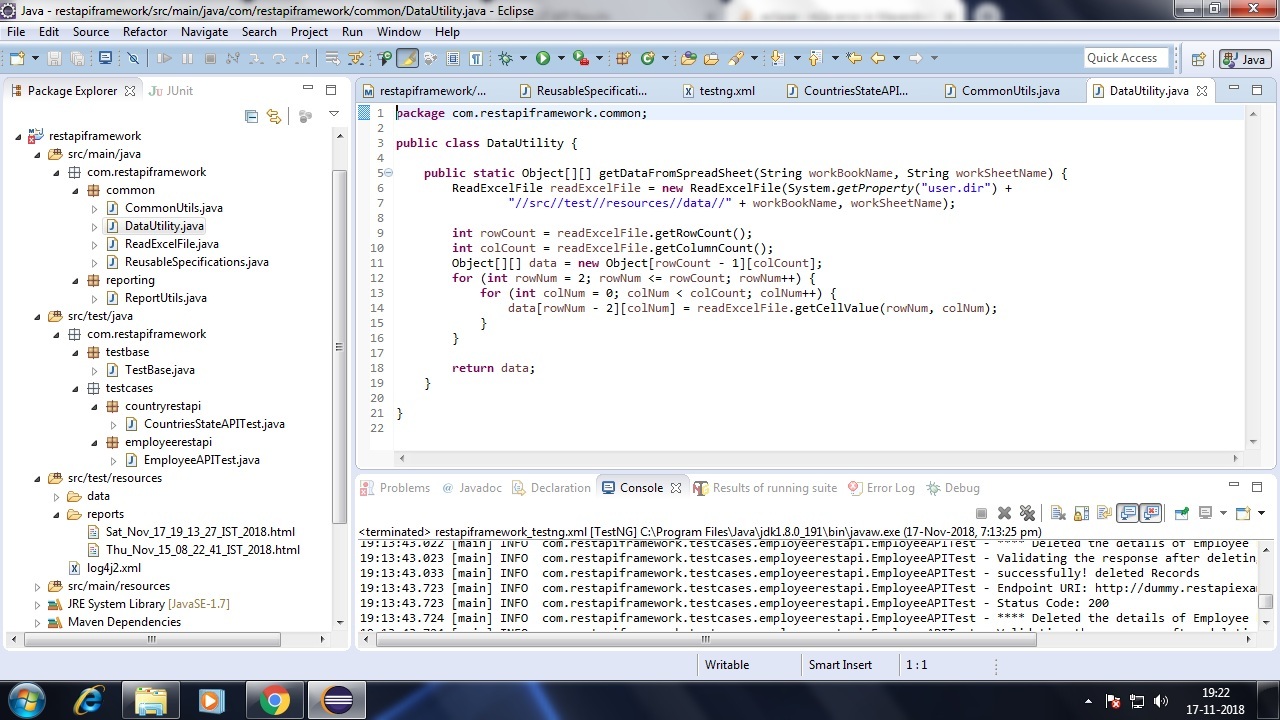 Java - restapiframework/src/main/java/com/restapiframework/common/DataUtility.java - Eclipse
File Edit Source Refactor Navigate Search Project Run Window Help
Quick Access
Java
Package Explorer
JUnit
restapiframework
src/main/java
com.restapiframework
common
CommonUtils.java
DataUtility.java
ReadExcelFile.java
ReusableSpecifications.java
reporting
ReportUtils.java
src/test/java
com.restapiframework
testbase
TestBase.java
testcases
countryrestapi
CountriesStateAPITest.java
employeerestapi
EmployeeAPITest.java
src/test/resources
data
reports
Sat_Nov_17_19_13_27_IST_2018.html
Thu_Nov_15_08_22_41_IST_2018.html
log4j2.xml
src/main/resources
JRE System Library [JavaSE-1.7]
Maven Dependencies
restapiframework/... ReusableSpecificati... testng.xml CountriesStateAPI... CommonUtils.java DataUtility.java
1 package com.restapiframework.common;
2
3 public class DataUtility {
4
5 public static Object[][] getDataFromSpreadSheet(String workBookName, String workSheetName) {
6 ReadExcelFile readExcelFile = new ReadExcelFile(System.getProperty("user.dir") +
7 "//src//test//resources//data//" + workBookName, workSheetName);
8
9 int rowCount = readExcelFile.getRowCount();
10 int colCount = readExcelFile.getColumnCount();
11 Object[][] data = new Object[rowCount - 1][colCount];
12 for (int rowNum = 2; rowNum <= rowCount; rowNum++) {
13 for (int colNum = 0; colNum < colCount; colNum++) {
14 data[rowNum - 2][colNum] = readExcelFile.getCellValue(rowNum, colNum);
15 }
16 }
17
18 return data;
19 }
20
21 }
22
Problems Javadoc Declaration Console Results of running suite Error Log Debug
<terminated> restapiframework_testng.xml [TestNG] C:\Program Files\Java\jdk1.8.0_191\bin\javaw.exe (17-Nov-2018, 7:13:25 pm)
19:13:43.022 [main] INFO com.restapiframework.testcases.employeerestapi.EmployeeAPITest - **** Deleted the details of Employee
19:13:43.023 [main] INFO com.restapiframework.testcases.employeerestapi.EmployeeAPITest - Validating the response after deletin
19:13:43.033 [main] INFO com.restapiframework.testcases.employeerestapi.EmployeeAPITest - successfully! deleted Records
19:13:43.723 [main] INFO com.restapiframework.testcases.employeerestapi.EmployeeAPITest - Endpoint URI: http://dummy.restapiexa
19:13:43.723 [main] INFO com.restapiframework.testcases.employeerestapi.EmployeeAPITest - Status Code: 200
19:13:43.724 [main] INFO com.restapiframework.testcases.employeerestapi.EmployeeAPITest - **** Deleted the details of Employee
Writable Smart Insert 1 : 1
19:22
17-11-2018